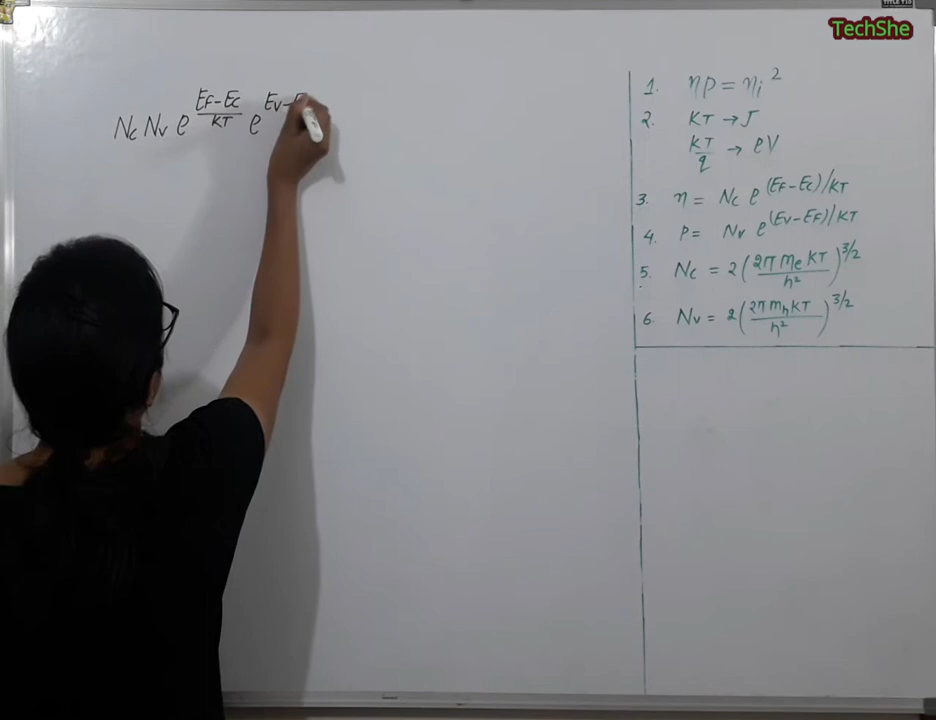 TechShe
Nc Nv e^(EF-EC)/KT e^EV-E
1. ηp = ηi²
2. KT → J
KT/q → eV
3. η = Nc e^(EF-EC)/KT
4. P = Nv e^(EV-EF)/KT
5. Nc = 2(2π me KT/h²)^3/2
6. Nv = 2(2π mh KT/h²)^3/2